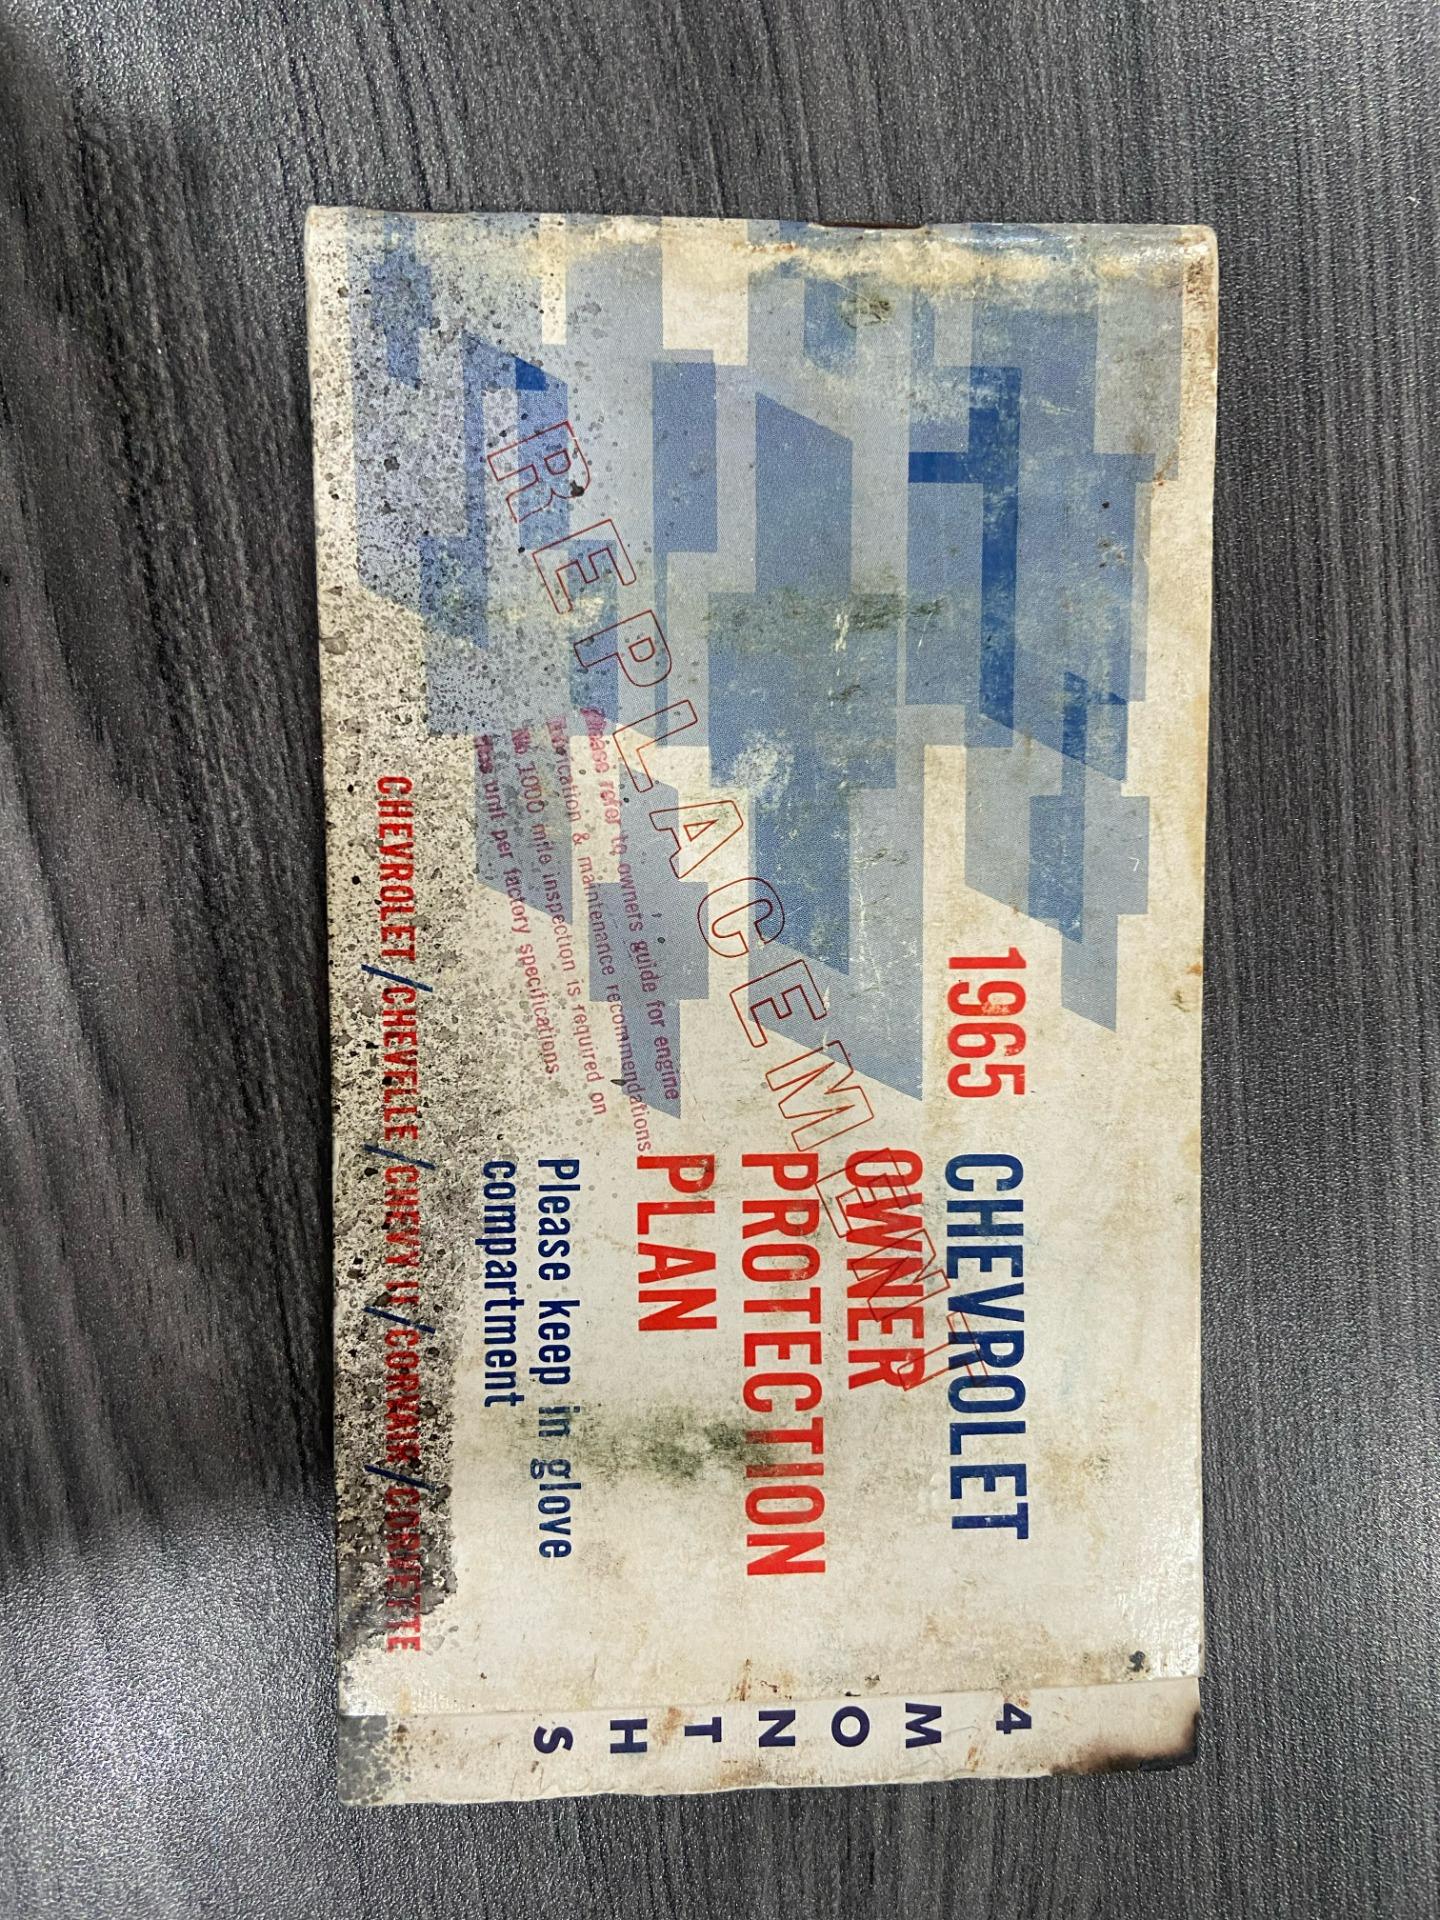 1965 CHEVROLET
OWNER
PROTECTION
PLAN
Please keep in glove
compartment
REPLACEMENT
Please refer to owners guide for engine
lubrication & maintenance recommendations
No 1000 mile inspection is required on
this unit per factory specifications
CHEVROLET/CHEVELLE/CHEVY II/CORVAIR/CORVETTE
4
M
O
N
T
H
S